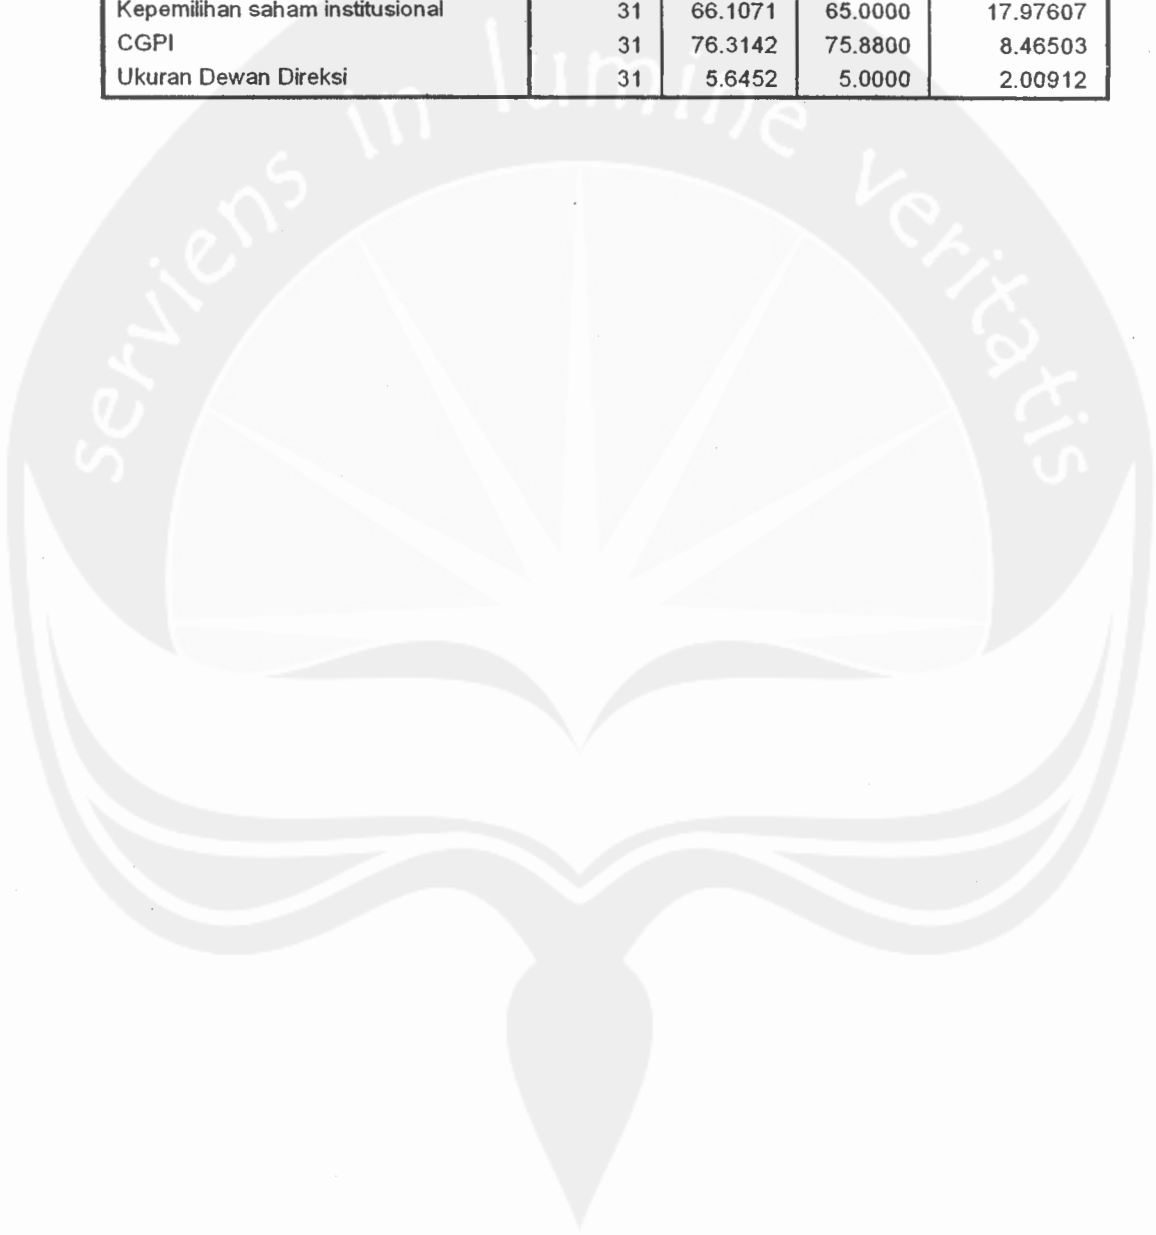 Kepemilihan saham institusional 31 66.1071 65.0000 17.97607
CGPI 31 76.3142 75.8800 8.46503
Ukuran Dewan Direksi 31 5.6452 5.0000 2.00912
serviens in lumine veritatis